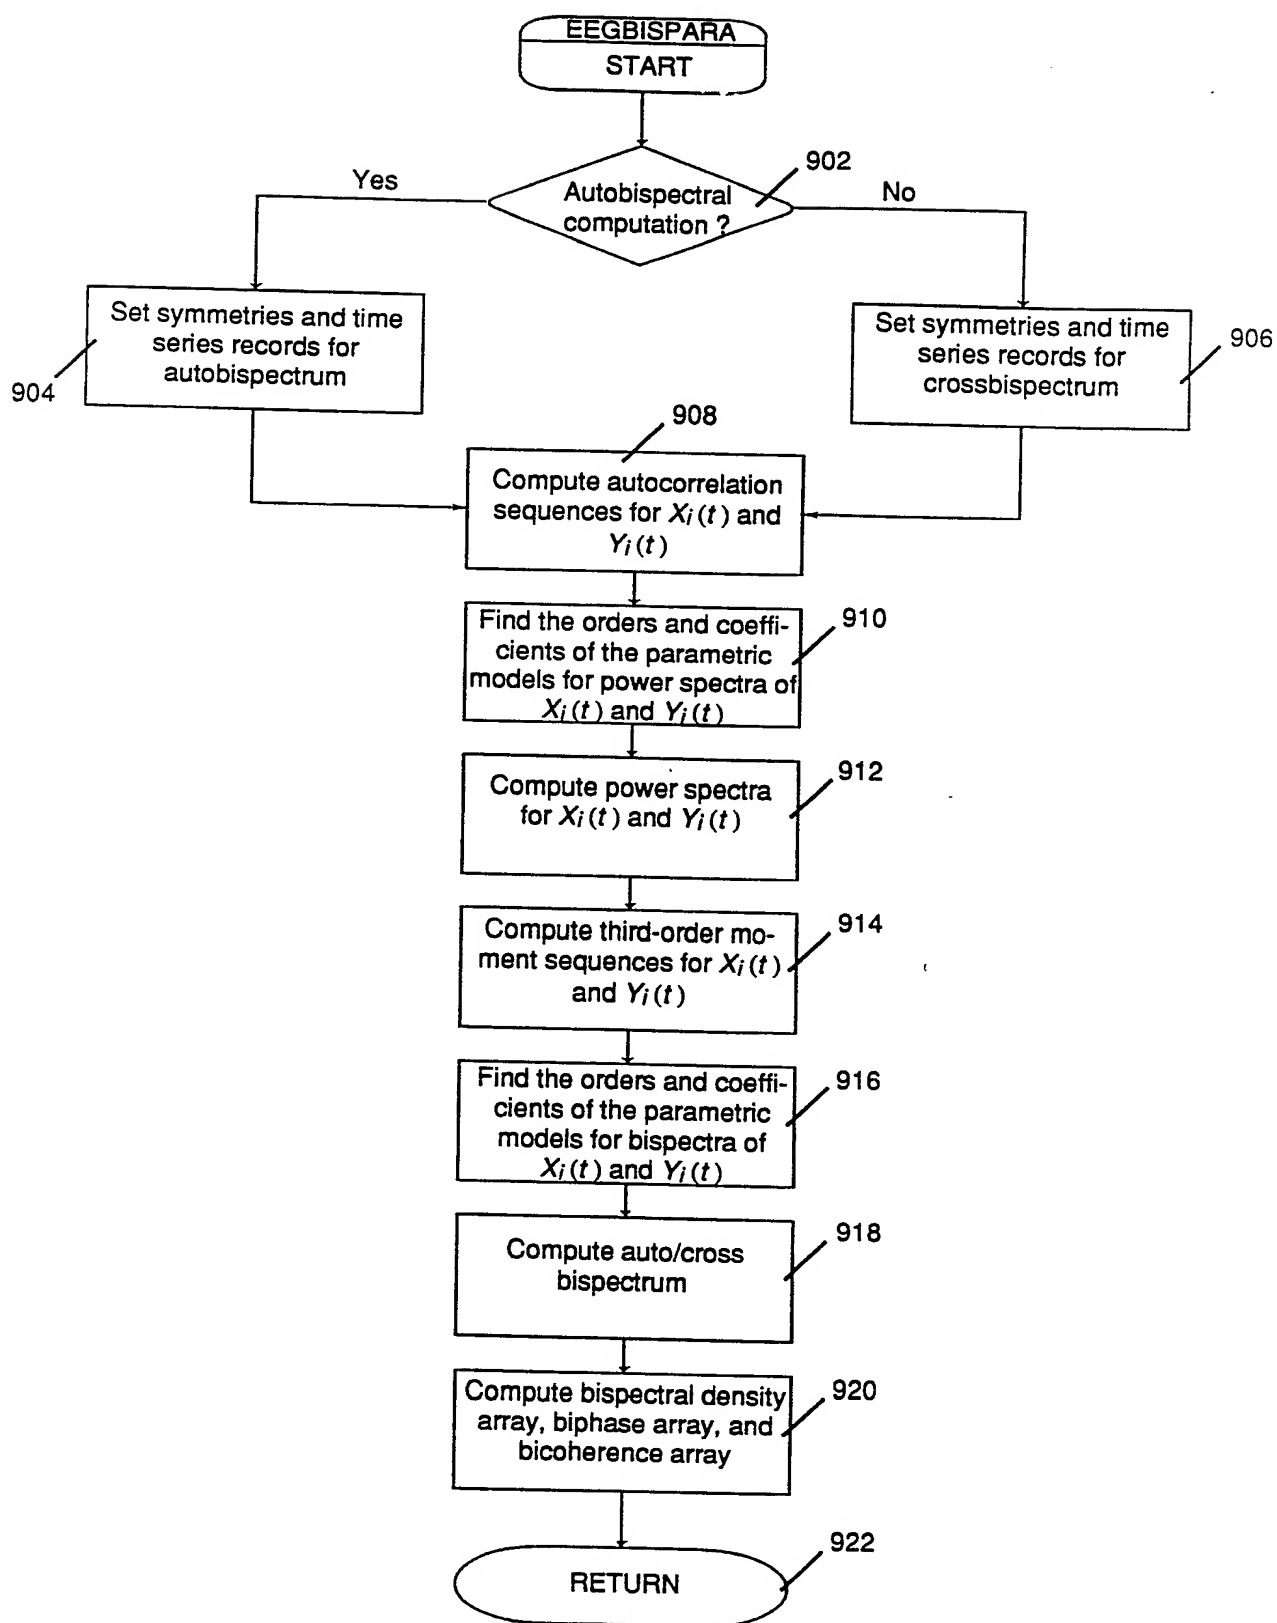 EEGBISPARA
START
902
Yes
No
Autobispectral
computation ?
Set symmetries and time
series records for
autobispectrum
904
Set symmetries and time
series records for
crossbispectrum
906
908
Compute autocorrelation
sequences for Xi(t) and
Yi(t)
910
Find the orders and coeffi-
cients of the parametric
models for power spectra of
Xi(t) and Yi(t)
912
Compute power spectra
for Xi(t) and Yi(t)
914
Compute third-order mo-
ment sequences for Xi(t)
and Yi(t)
916
Find the orders and coeffi-
cients of the parametric
models for bispectra of
Xi(t) and Yi(t)
918
Compute auto/cross
bispectrum
920
Compute bispectral density
array, biphase array, and
bicoherence array
922
RETURN